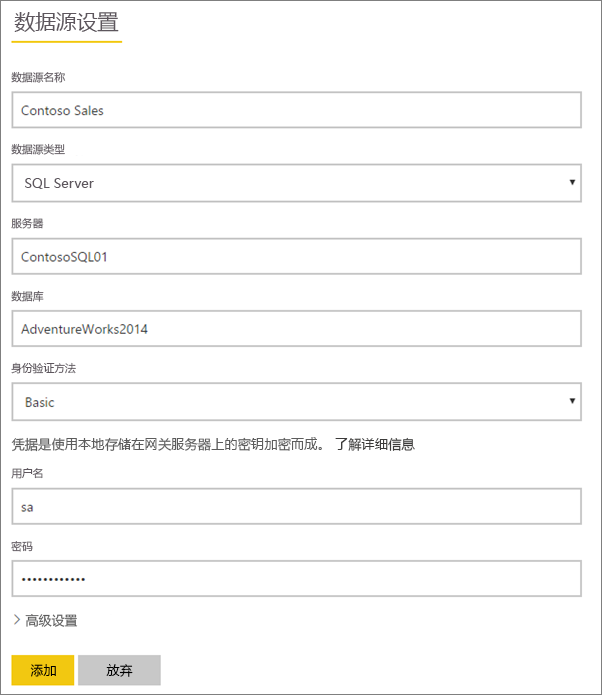 数据源设置
数据源名称
Contoso Sales
数据源类型
SQL Server
服务器
ContosoSQL01
数据库
AdventureWorks2014
身份验证方法
Basic
凭据是使用本地存储在网关服务器上的密钥加密而成。 了解详细信息
用户名
sa
密码
••••••••••••
高级设置
添加 放弃